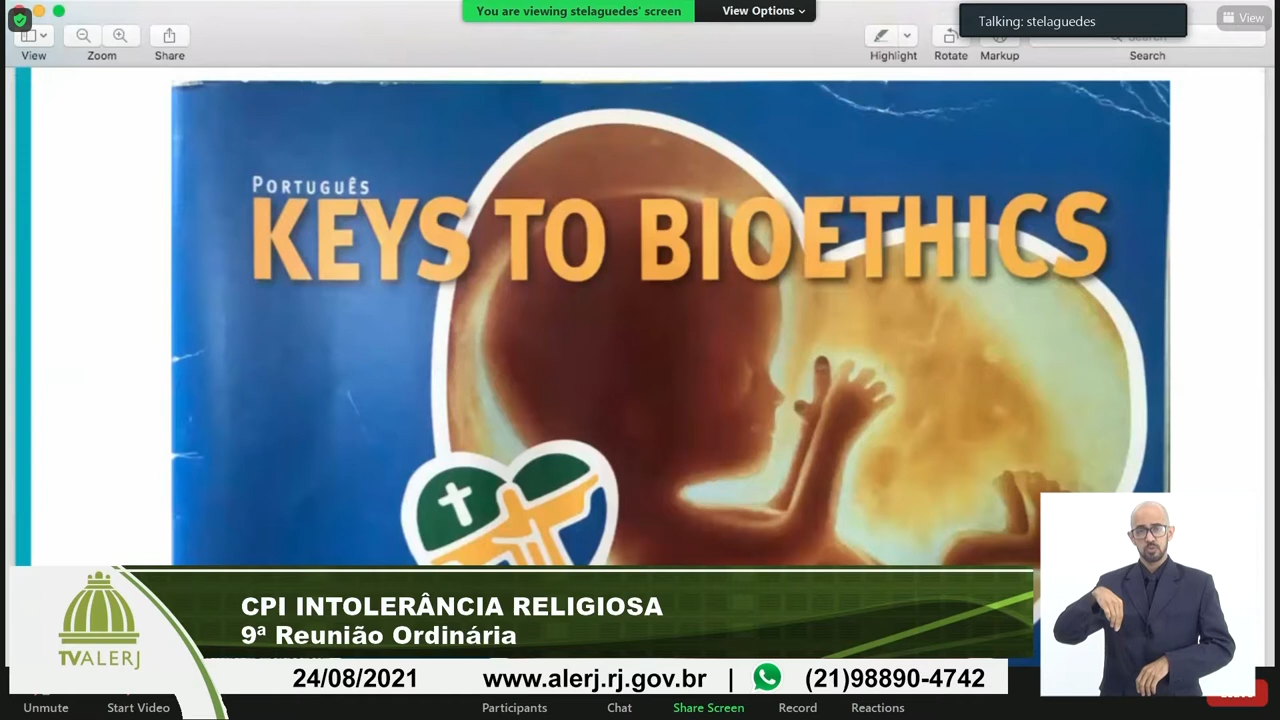 You are viewing stelaguedes' screen
View Options
Talking: stelaguedes
View
View
Zoom
Share
Highlight
Rotate
Markup
Search
Search
PORTUGUÊS
KEYS TO BIOETHICS
CPI INTOLERÂNCIA RELIGIOSA
9ª Reunião Ordinária
TVALERJ
24/08/2021
www.alerj.rj.gov.br | (21)98890-4742
Unmute
Start Video
Participants
Chat
Share Screen
Record
Reactions